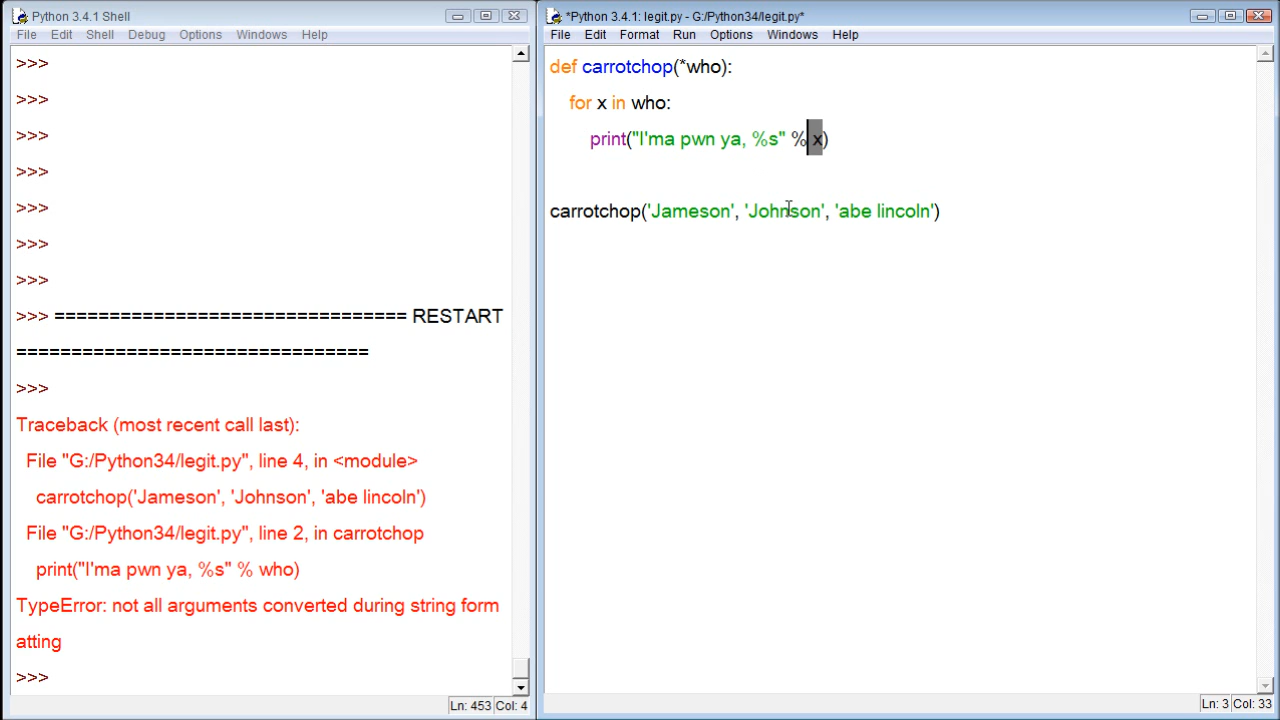 Python 3.4.1 Shell
File Edit Shell Debug Options Windows Help
>>>
>>>
>>>
>>>
>>>
>>>
>>>
>>> ================================ RESTART
================================
>>>
Traceback (most recent call last):
  File "G:/Python34/legit.py", line 4, in <module>
    carrotchop('Jameson', 'Johnson', 'abe lincoln')
  File "G:/Python34/legit.py", line 2, in carrotchop
    print("I'ma pwn ya, %s" % who)
TypeError: not all arguments converted during string form
atting
>>>
Ln: 453 Col: 4
*Python 3.4.1: legit.py - G:/Python34/legit.py*
File Edit Format Run Options Windows Help
def carrotchop(*who):
    for x in who:
        print("I'ma pwn ya, %s" % x)
carrotchop('Jameson', 'Johnson', 'abe lincoln')
Ln: 3 Col: 33